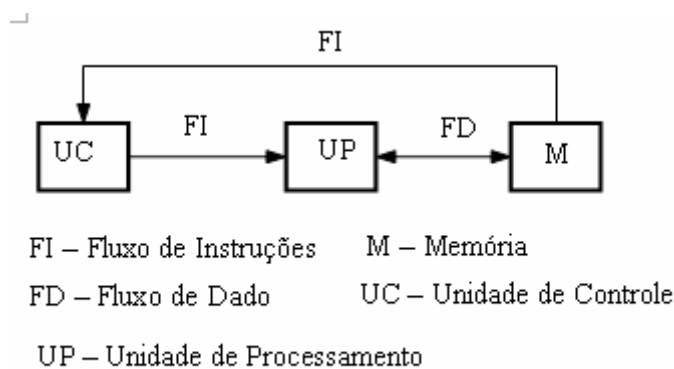 FI
UC FI UP FD M
FI – Fluxo de Instruções M – Memória
FD – Fluxo de Dado UC – Unidade de Controle
UP – Unidade de Processamento